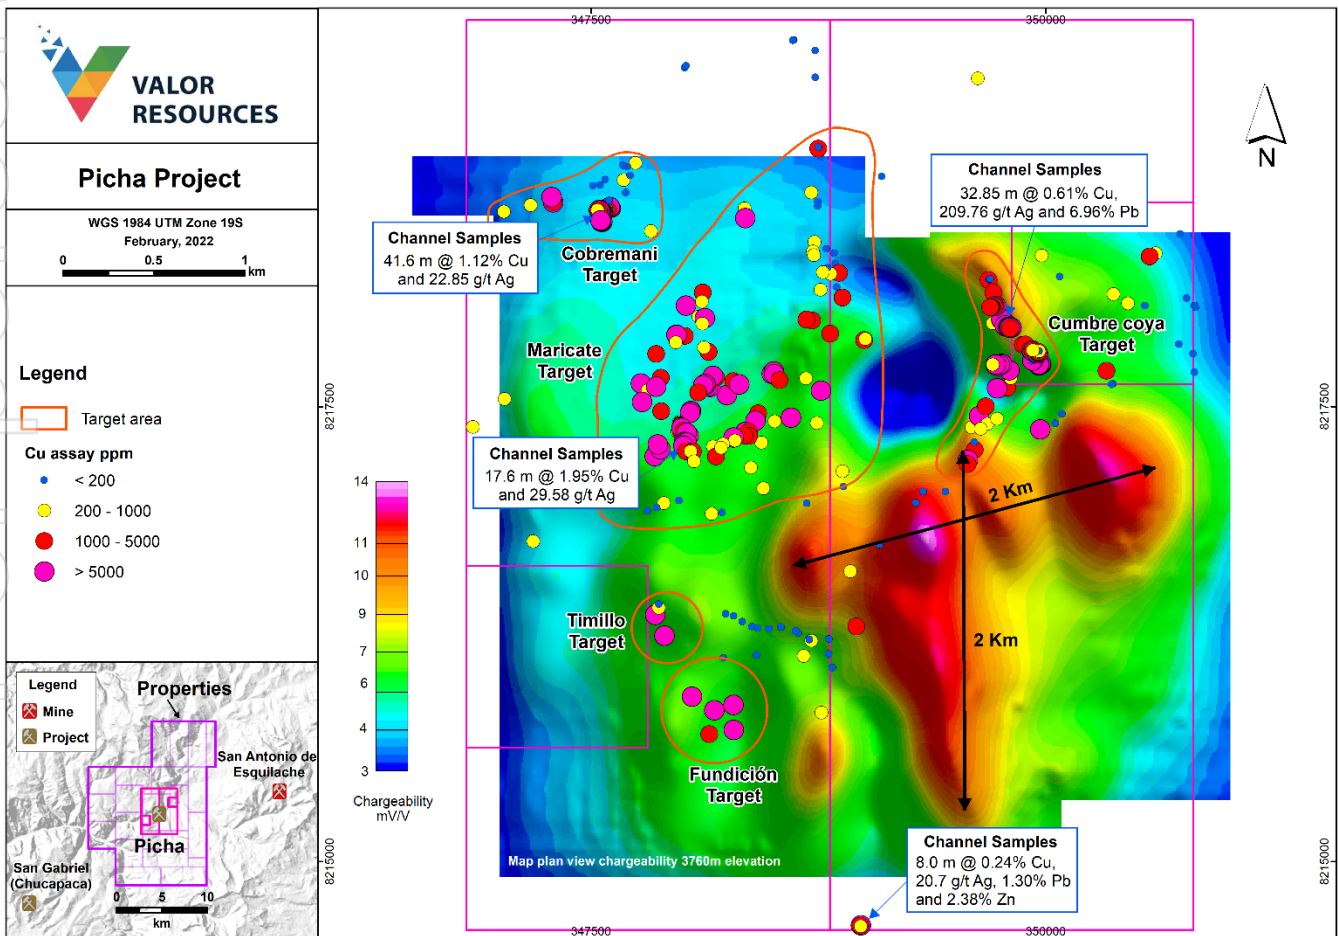 VALOR
RESOURCES
Picha Project
WGS 1984 UTM Zone 19S
February, 2022
0 0.5 1
km
Legend
Target area
Cu assay ppm
< 200
200 - 1000
1000 - 5000
> 5000
14
11
10
9
7
6
4
3
Chargeability
mV/V
Legend
Mine
Project
Properties
San Antonio de
Esquilache
Picha
San Gabriel
(Chucapaca)
0 5 10
km
347500
350000
8217500
8217500
8215000
8215000
347500
350000
N
Channel Samples
32.85 m @ 0.61% Cu,
209.76 g/t Ag and 6.96% Pb
Channel Samples
41.6 m @ 1.12% Cu
and 22.85 g/t Ag
Cobremani
Target
Cumbre coya
Target
Maricate
Target
Channel Samples
17.6 m @ 1.95% Cu
and 29.58 g/t Ag
2 Km
2 Km
Timillo
Target
Fundición
Target
Channel Samples
8.0 m @ 0.24% Cu,
20.7 g/t Ag, 1.30% Pb
and 2.38% Zn
Map plan view chargeability 3760m elevation